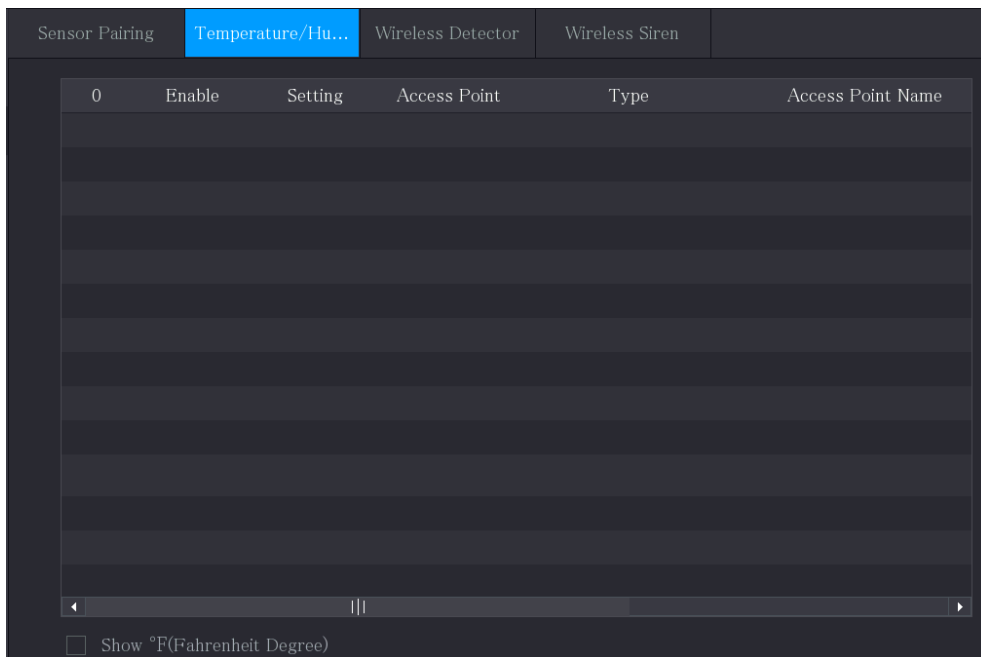 Sensor Pairing Temperature/Hu... Wireless Detector Wireless Siren
0 Enable Setting Access Point Type Access Point Name
Show °F(Fahrenheit Degree)